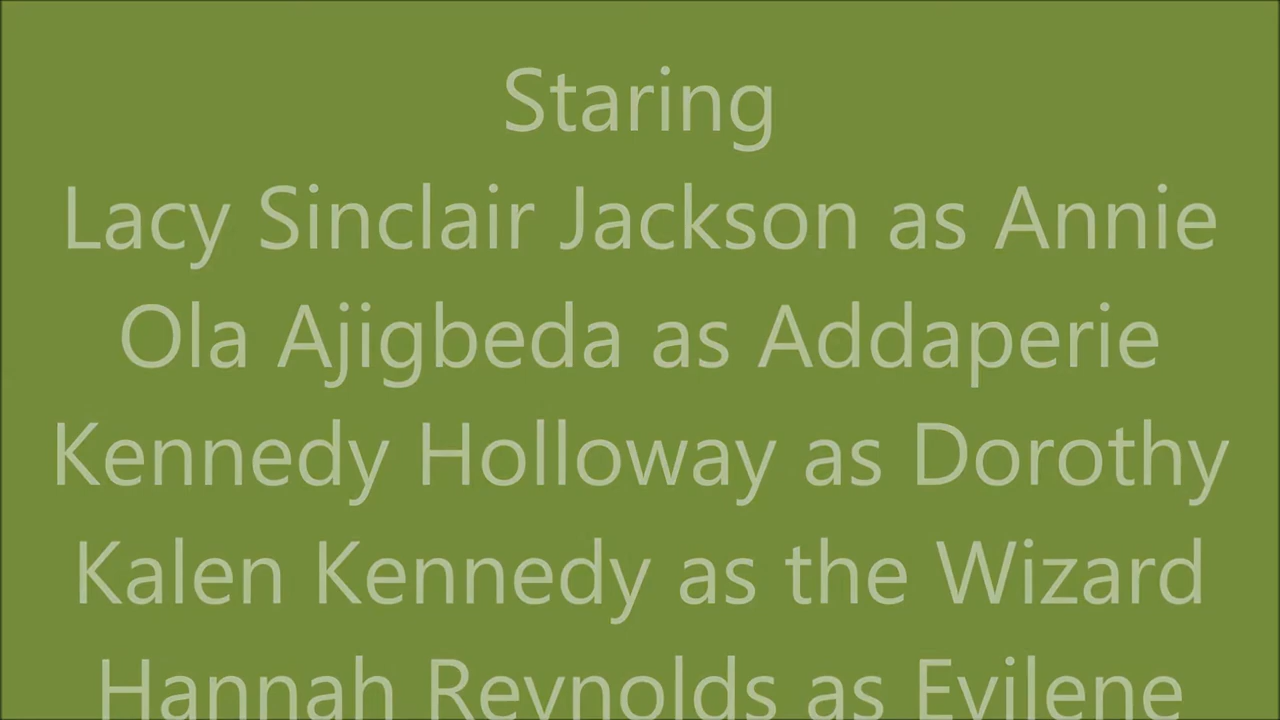 Staring
Lacy Sinclair Jackson as Annie
Ola Ajigbeda as Addaperie
Kennedy Holloway as Dorothy
Kalen Kennedy as the Wizard
Hannah Reynolds as Evilene